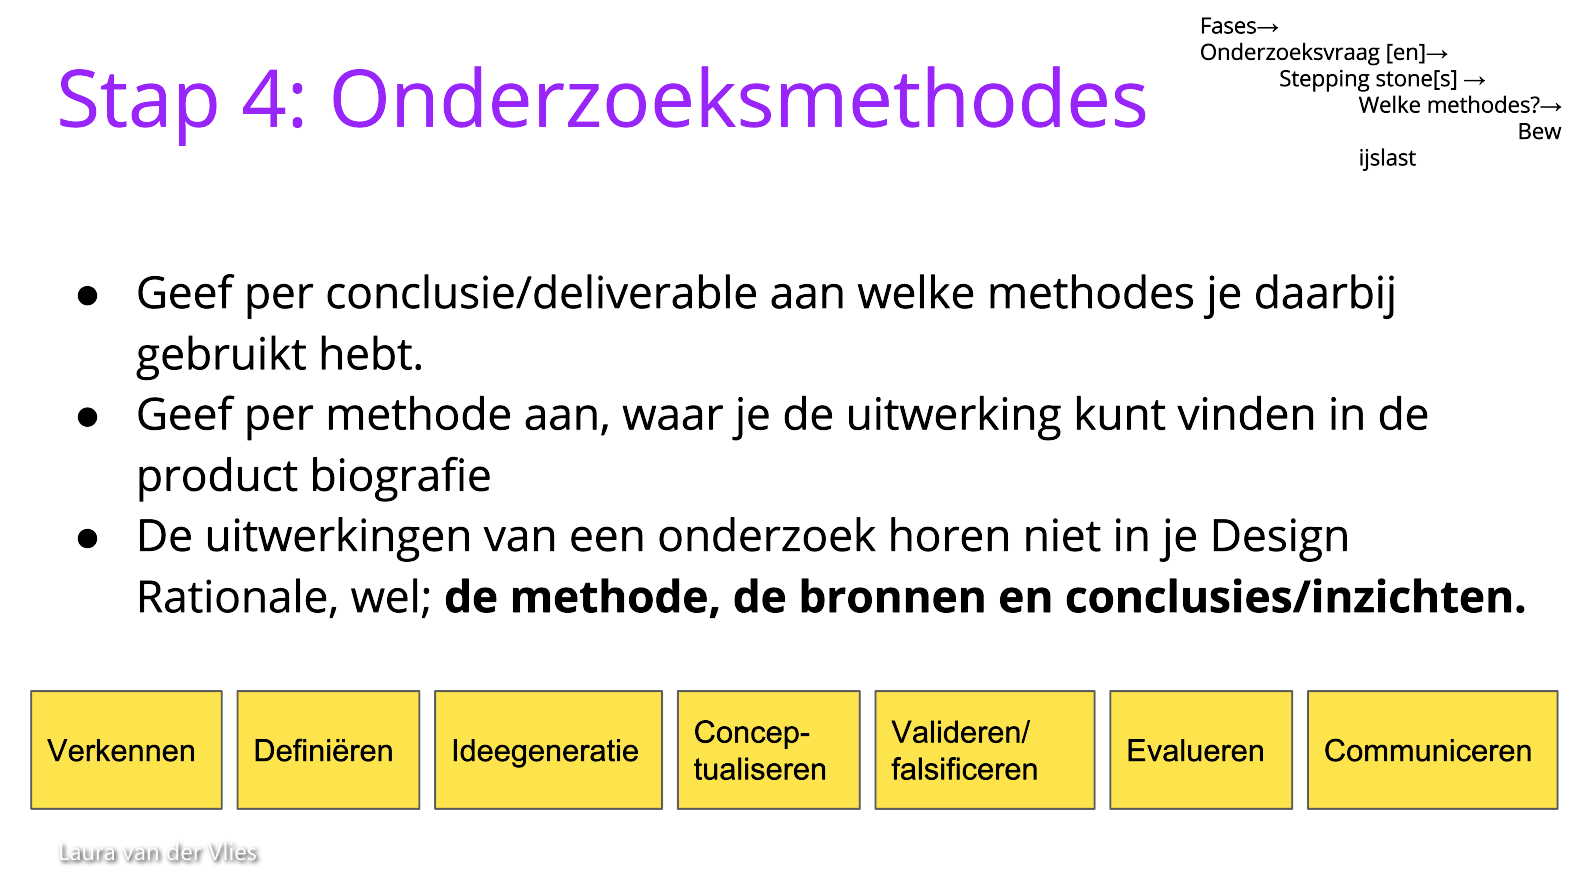 Fases→
Onderzoeksvraag [en]→
Stepping stone[s] →
Welke methodes?→
Bew
ijslast
Stap 4: Onderzoeksmethodes
● Geef per conclusie/deliverable aan welke methodes je daarbij
gebruikt hebt.
● Geef per methode aan, waar je de uitwerking kunt vinden in de
product biografie
● De uitwerkingen van een onderzoek horen niet in je Design
Rationale, wel; de methode, de bronnen en conclusies/inzichten.
Verkennen
Definiëren
Ideegeneratie
Concep-
tualiseren
Valideren/
falsificeren
Evalueren
Communiceren
Laura van der Vlies